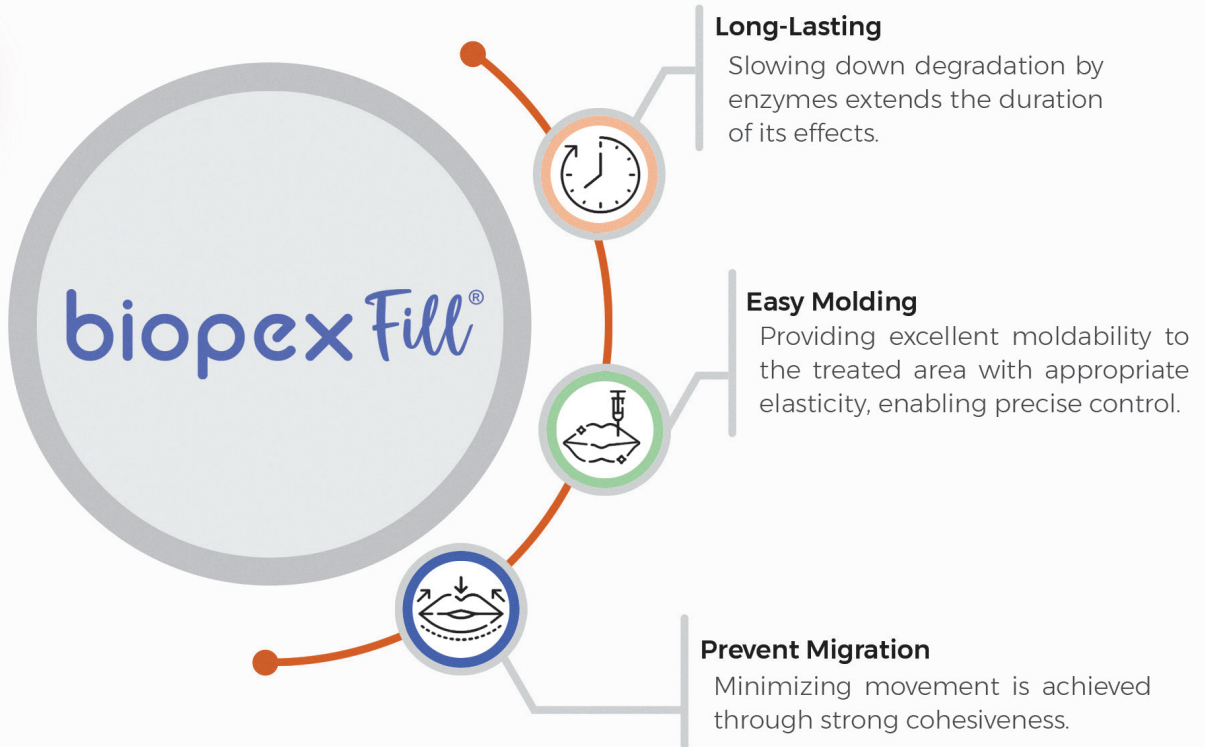 biopex Fill®
Long-Lasting
Slowing down degradation by
enzymes extends the duration
of its effects.
Easy Molding
Providing excellent moldability to
the treated area with appropriate
elasticity, enabling precise control.
Prevent Migration
Minimizing movement is achieved
through strong cohesiveness.